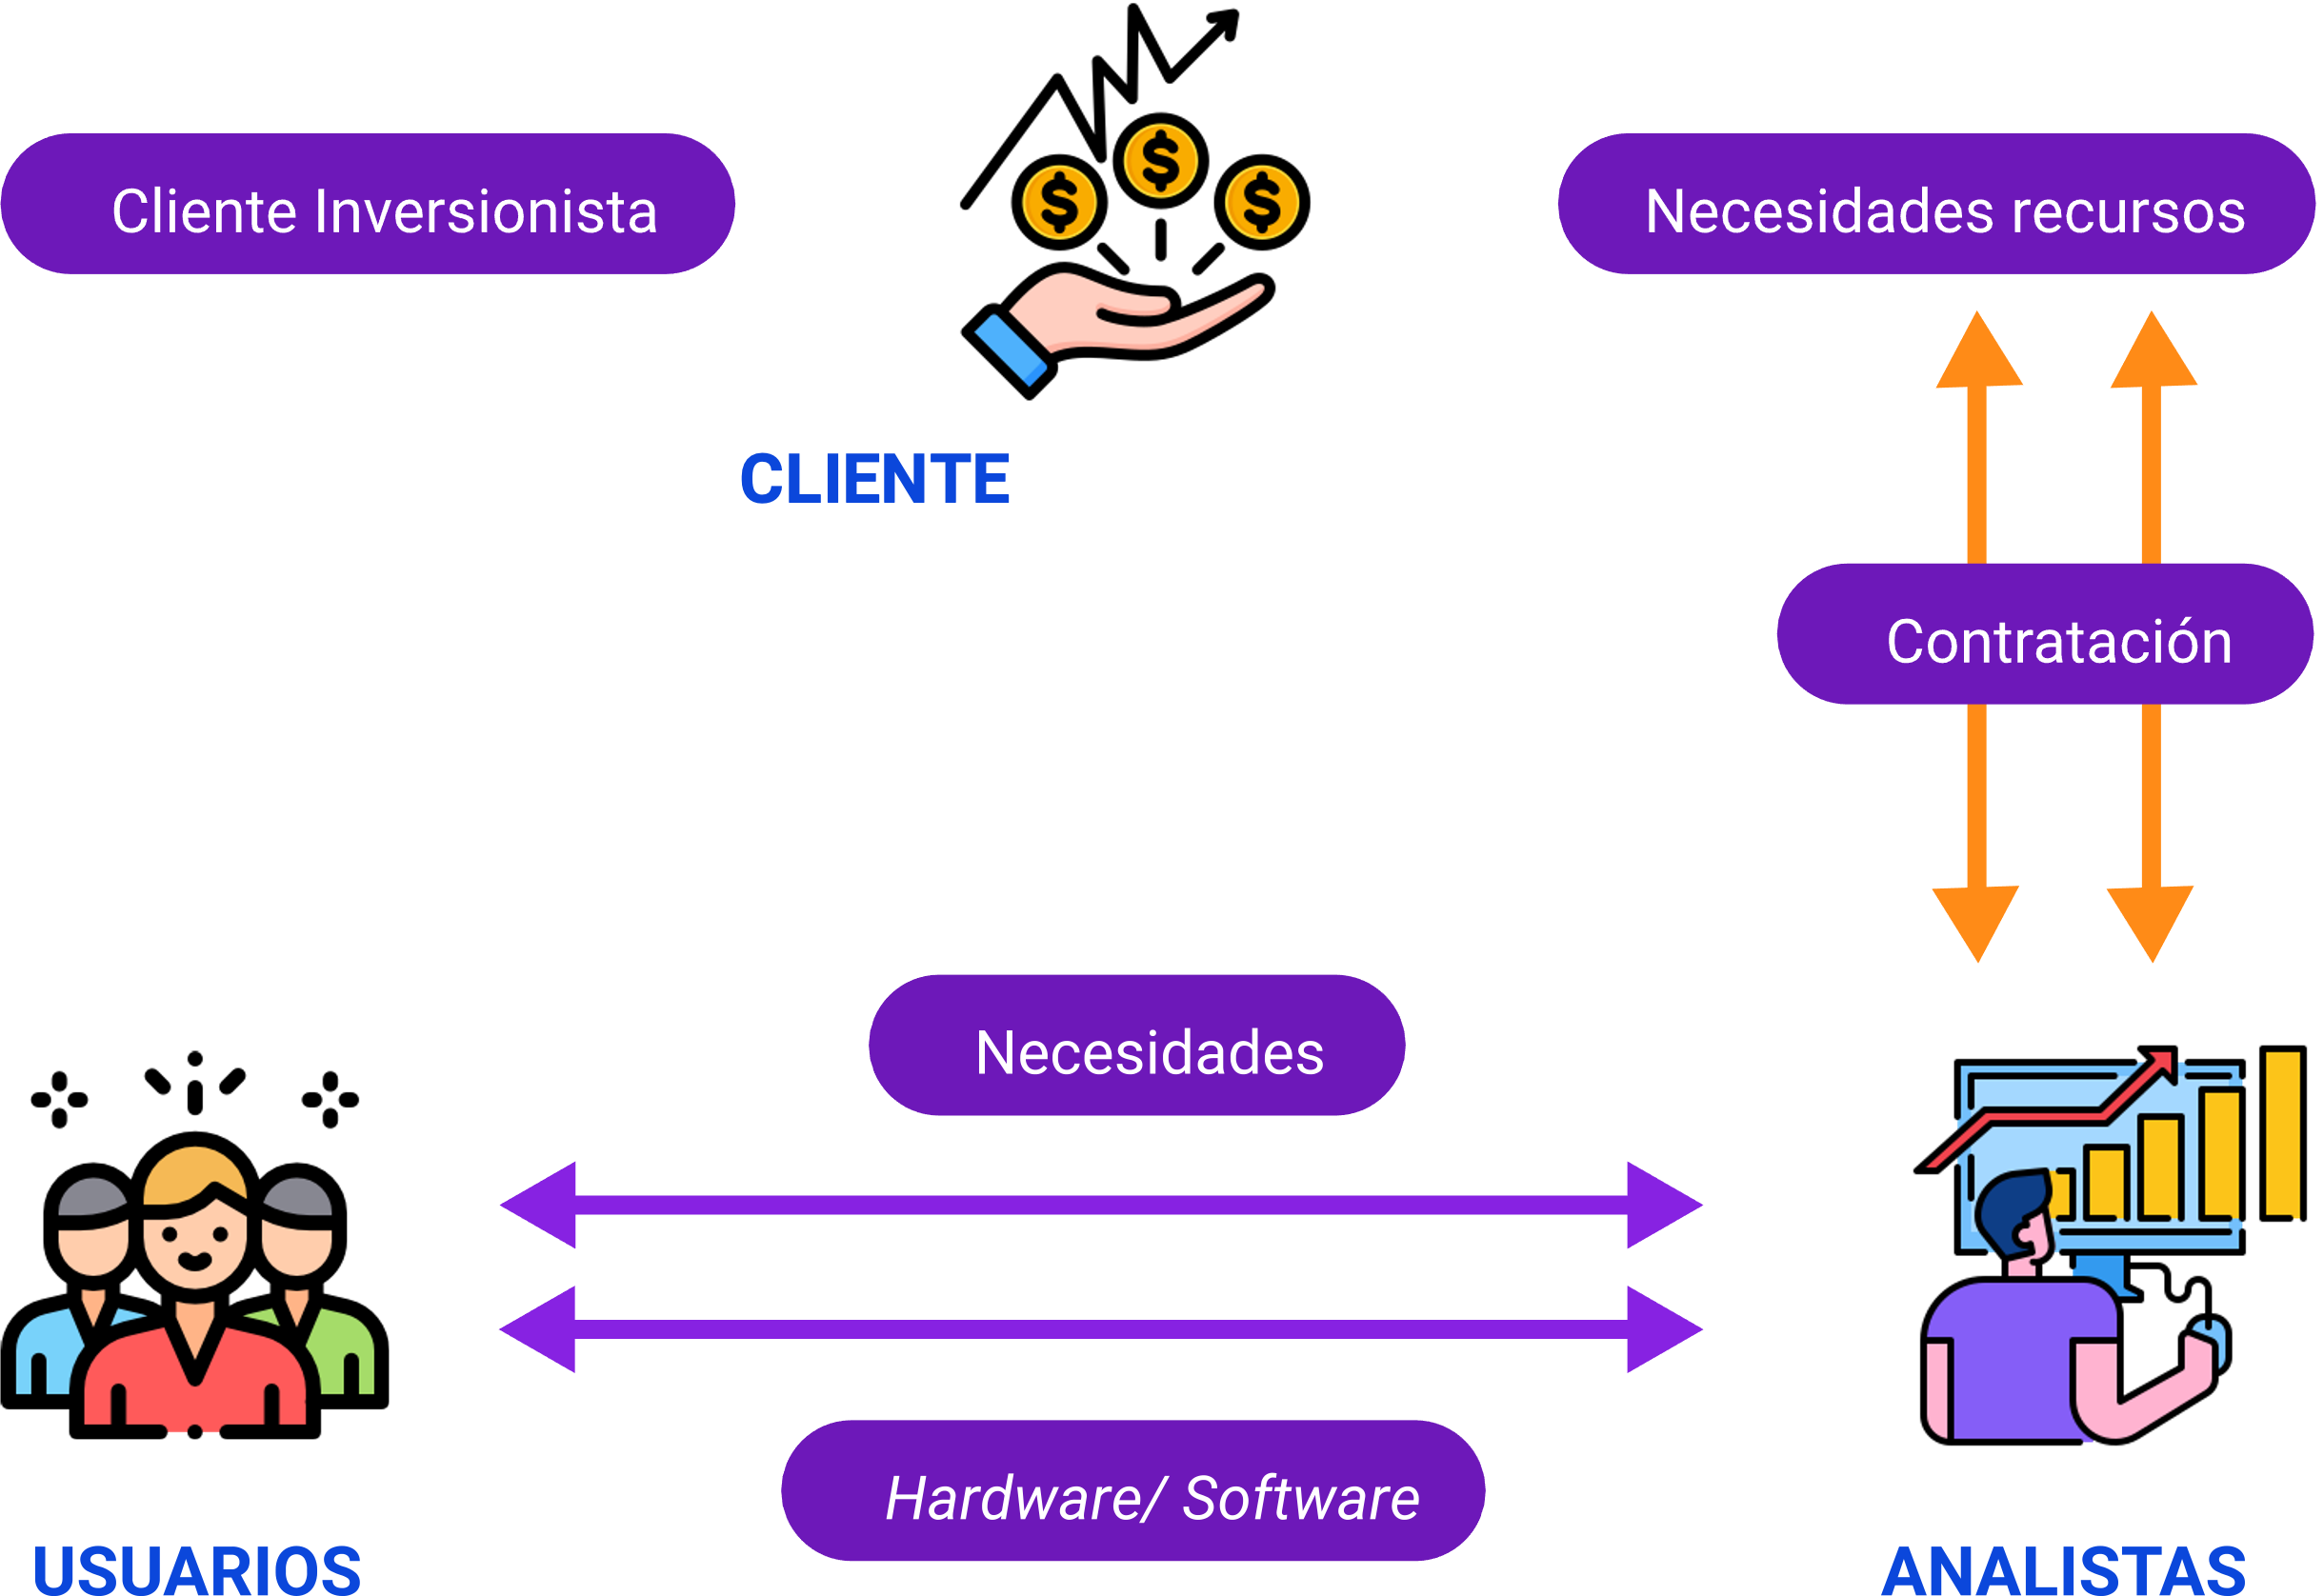 Cliente Inversionista
Necesidades recursos
CLIENTE
Contratación
Necesidades
Hardware/ Software
USUARIOS
ANALISTAS